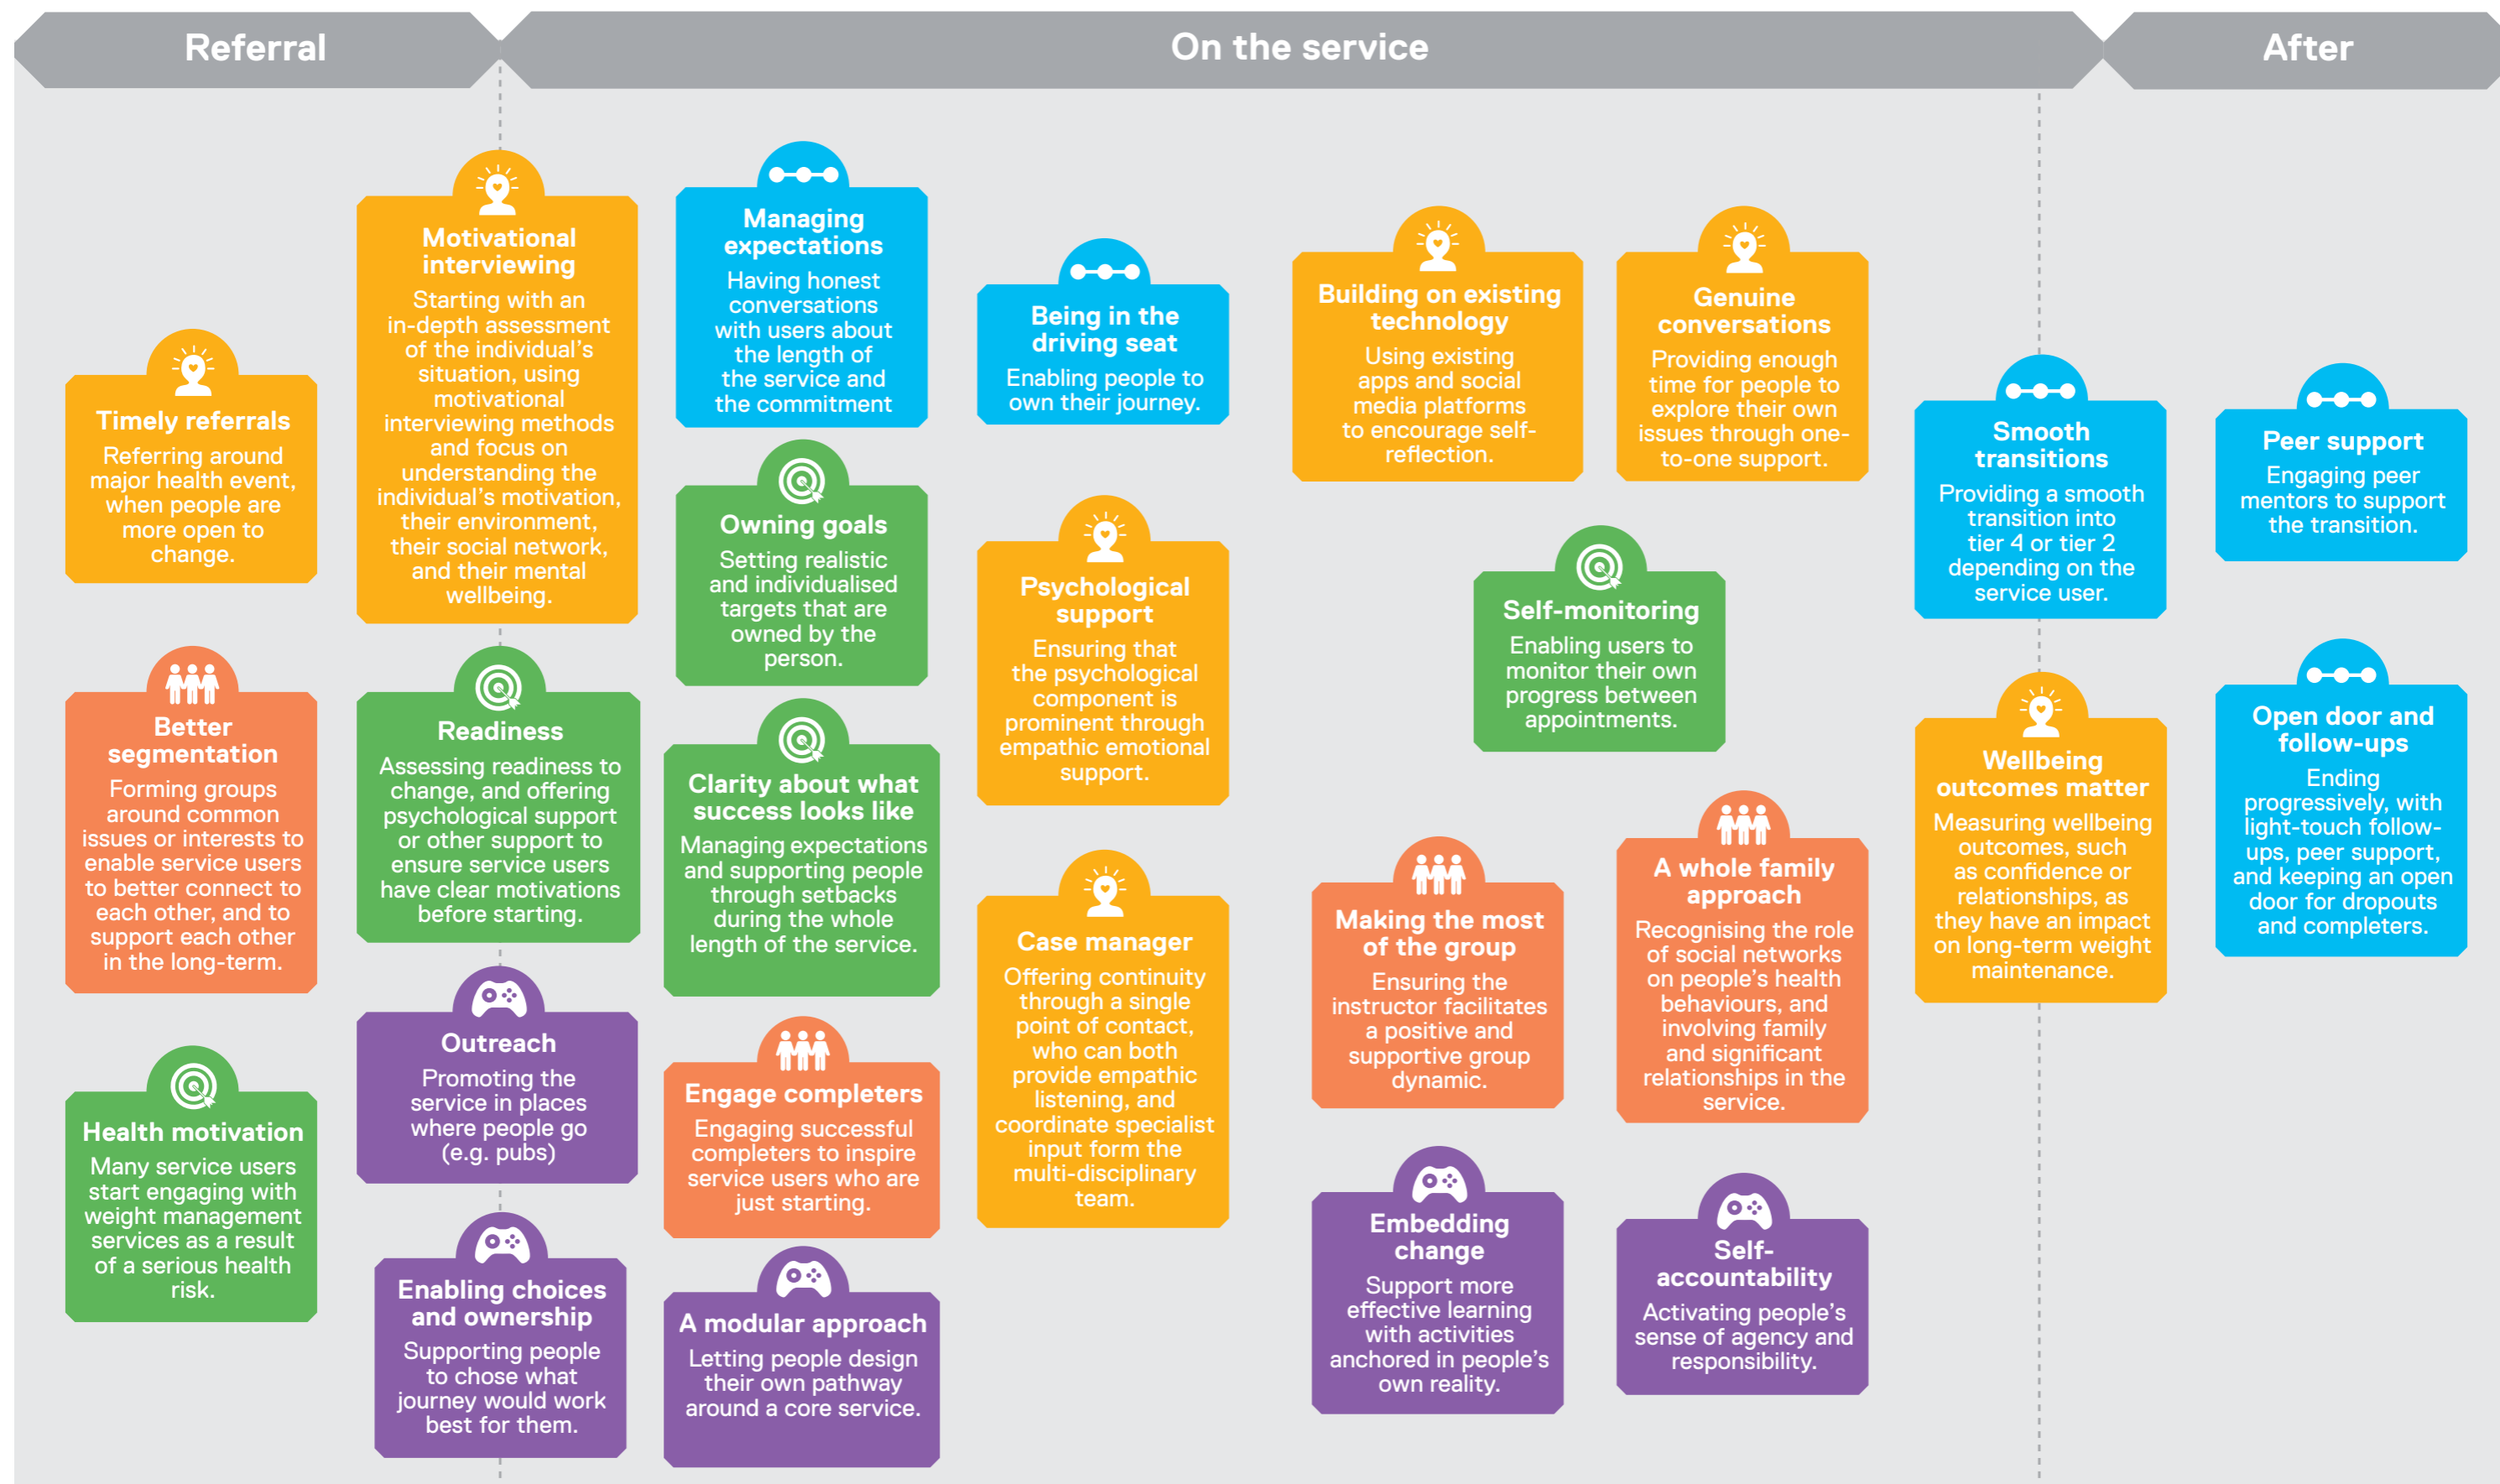 Referral
On the service
After
Timely referrals
Referring around
major health event,
when people are
more open to
change.
Better
segmentation
Forming groups
around common
issues or interests to
enable service users
to better connect to
each other, and to
support each other
in the long-term.
Health motivation
Many service users
start engaging with
weight management
services as a result
of a serious health
risk.
Motivational
interviewing
Starting with an
in-depth assessment
of the individual's
situation, using
motivational
interviewing methods
and focus on
understanding the
individual's motivation,
their environment,
their social network,
and their mental
wellbeing.
Readiness
Assessing readiness to
change, and offering
psychological support
or other support to
ensure service users
have clear motivations
before starting.
Outreach
Promoting the
service in places
where people go
(e.g. pubs)
Enabling choices
and ownership
Supporting people
to chose what
journey would work
best for them.
Managing
expectations
Having honest
conversations
with users about
the length of
the service and
the commitment
Owning goals
Setting realistic
and individualised
targets that are
owned by the
person.
Clarity about what
success looks like
Managing expectations
and supporting people
through setbacks
during the whole
length of the service.
Engage completers
Engaging successful
completers to inspire
service users who are
just starting.
A modular approach
Letting people design
their own pathway
around a core service.
Being in the
driving seat
Enabling people to
own their journey.
Psychological
support
Ensuring that
the psychological
component is
prominent through
empathic emotional
support.
Case manager
Offering continuity
through a single
point of contact,
who can both
provide empathic
listening, and
coordinate specialist
input form the
multi-disciplinary
team.
Building on existing
technology
Using existing
apps and social
media platforms
to encourage self-
reflection.
Genuine
conversations
Providing enough
time for people to
explore their own
issues through one-
to-one support.
Self-monitoring
Enabling users to
monitor their own
progress between
appointments.
Making the most
of the group
Ensuring the
instructor facilitates
a positive and
supportive group
dynamic.
A whole family
approach
Recognising the role
of social networks
on people's health
behaviours, and
involving family
and significant
relationships in the
service.
Embedding
change
Support more
effective learning
with activities
anchored in people's
own reality.
Self-
accountability
Activating people's
sense of agency and
responsibility.
Smooth
transitions
Providing a smooth
transition into
tier 4 or tier 2
depending on the
service user.
Wellbeing
outcomes matter
Measuring wellbeing
outcomes, such
as confidence or
relationships, as
they have an impact
on long-term weight
maintenance.
Peer support
Engaging peer
mentors to support
the transition.
Open door and
follow-ups
Ending
progressively, with
light-touch follow-
ups, peer support,
and keeping an open
door for dropouts
and completers.